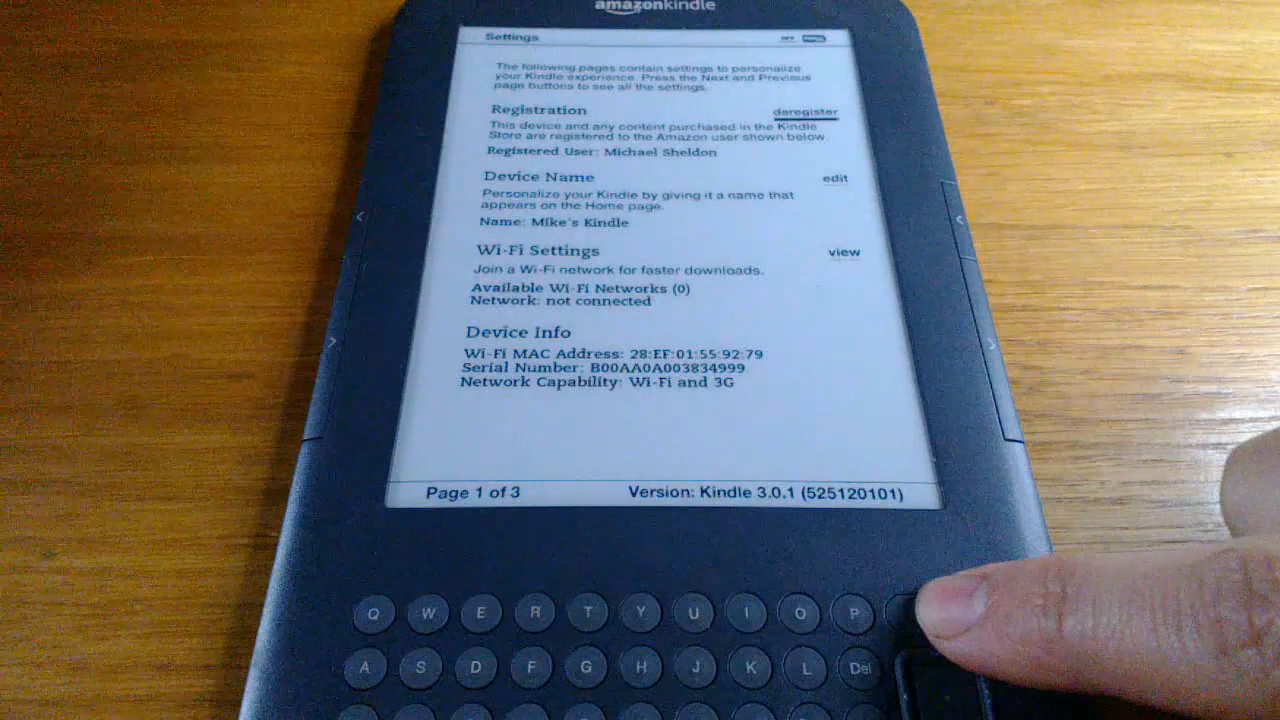 amazonkindle
Settings
The following pages contain settings to personalize
your Kindle experience. Press the Next and Previous
page buttons to see all the settings.
Registration deregister
This device and any content purchased in the Kindle
Store are registered to the Amazon user shown below.
Registered User: Michael Sheldon
Device Name edit
Personalize your Kindle by giving it a name that
appears on the Home page.
Name: Mike's Kindle
Wi-Fi Settings view
Join a Wi-Fi network for faster downloads.
Available Wi-Fi Networks (0)
Network: not connected
Device Info
Wi-Fi MAC Address: 28:EF:01:55:92:79
Serial Number: B00AA0A003834999
Network Capability: Wi-Fi and 3G
Page 1 of 3 Version: Kindle 3.0.1 (525120101)
Q W E R T Y U I O P
A S D F G H J K L Del